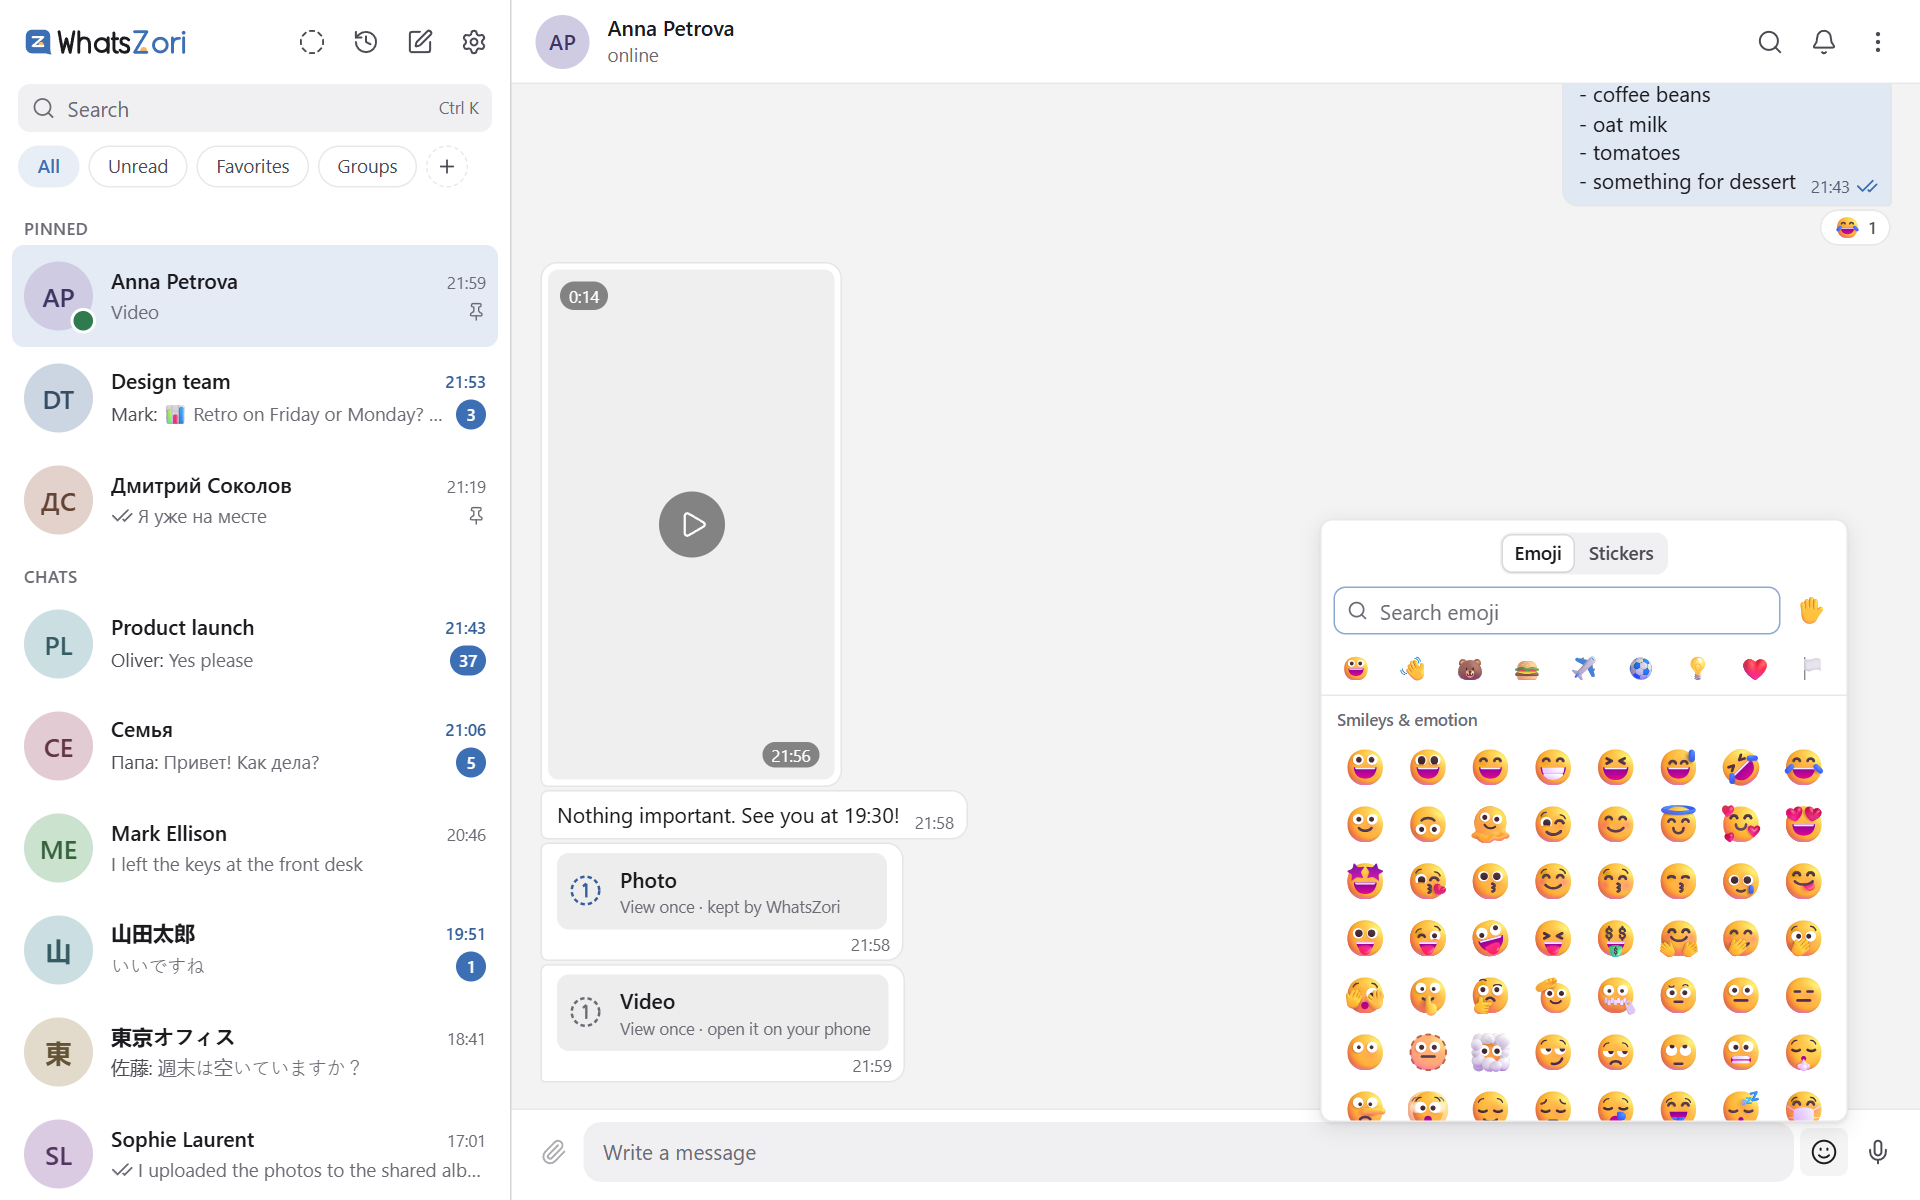 WhatsZori
Search
Ctrl K
All
Unread
Favorites
Groups
PINNED
AP
Anna Petrova
21:59
Video
DT
Design team
21:53
Mark: 📊 Retro on Friday or Monday? ...
3
ДС
Дмитрий Соколов
21:19
Я уже на месте
CHATS
PL
Product launch
21:43
Oliver: Yes please
37
СЕ
Семья
21:06
Папа: Привет! Как дела?
5
ME
Mark Ellison
20:46
I left the keys at the front desk
山
山田太郎
19:51
いいですね
1
東
東京オフィス
18:41
佐藤: 週末は空いていますか？
SL
Sophie Laurent
17:01
I uploaded the photos to the shared alb...
AP
Anna Petrova
online
- coffee beans
- oat milk
- tomatoes
- something for dessert
21:43
😂 1
0:14
21:56
Nothing important. See you at 19:30!
21:58
1
Photo
View once · kept by WhatsZori
21:58
1
Video
View once · open it on your phone
21:59
Emoji
Stickers
Search emoji
Smileys & emotion
Write a message